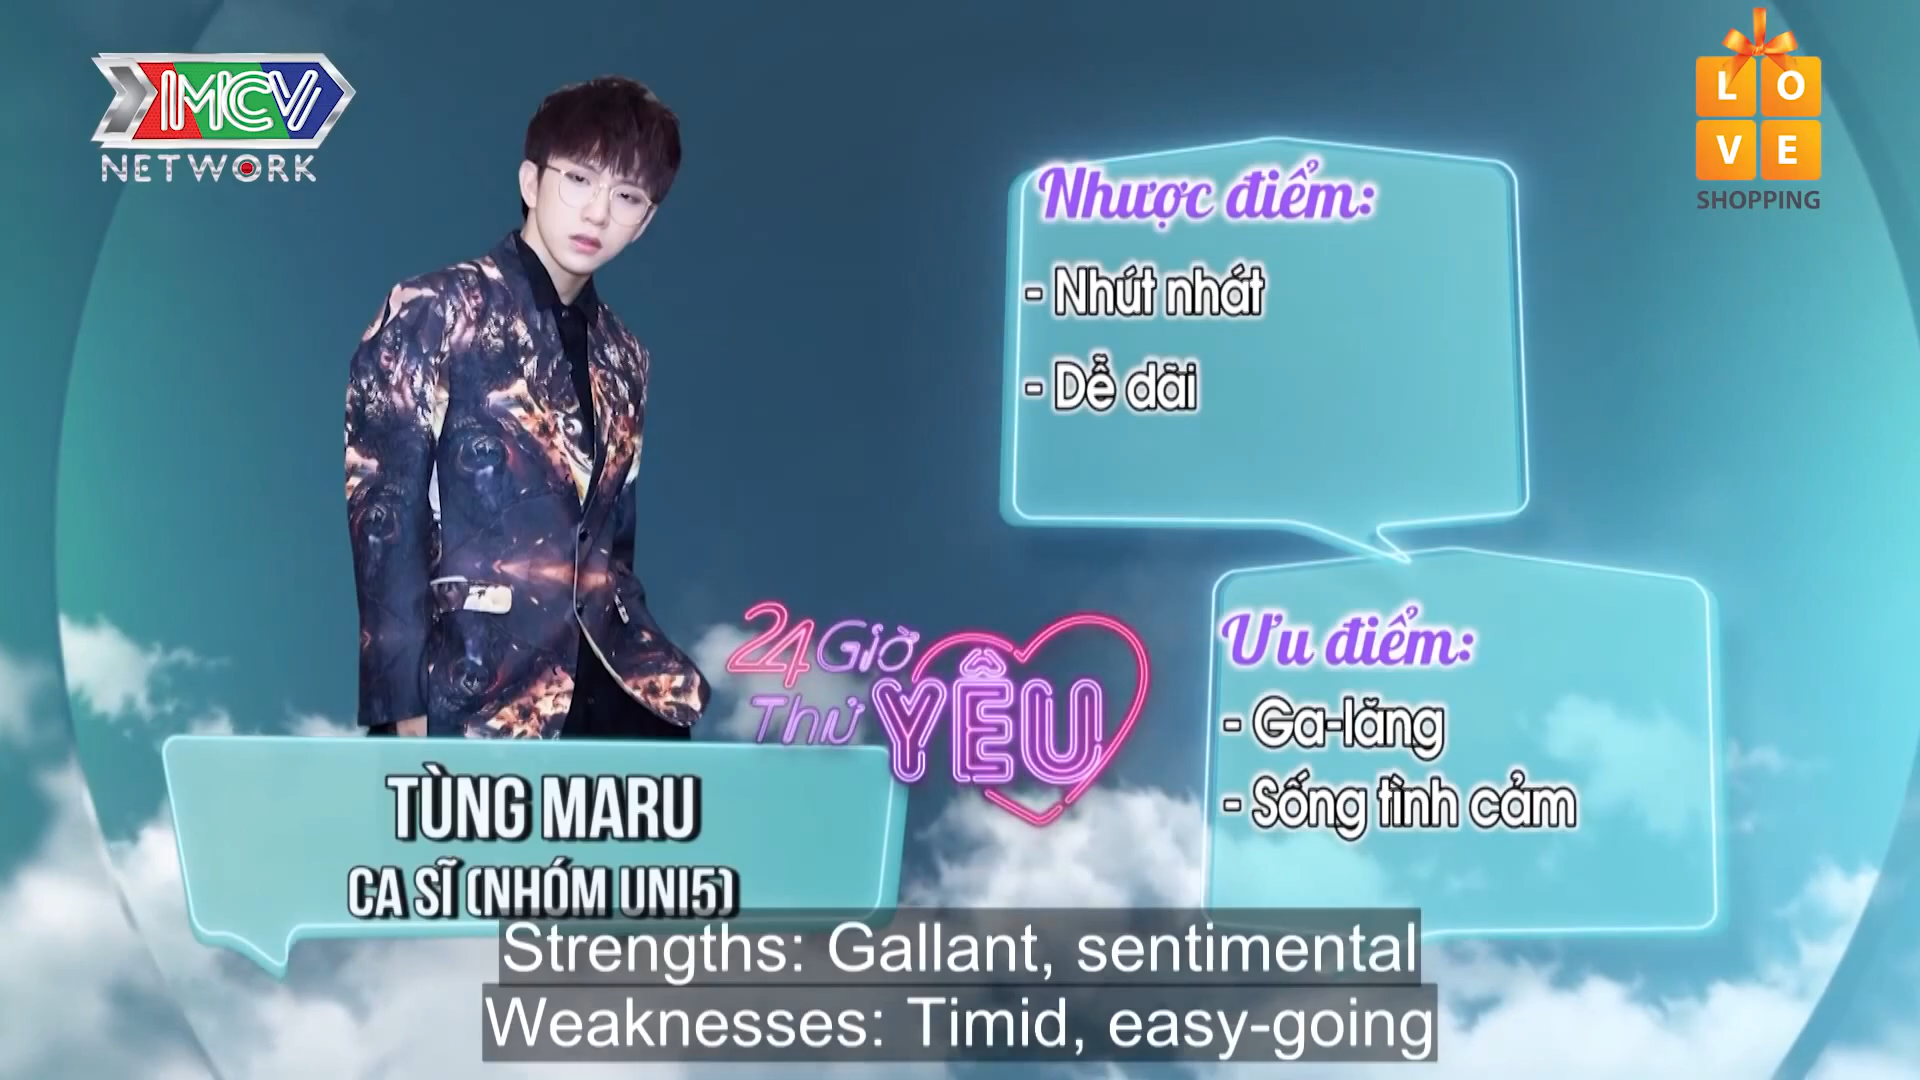 MCV
NETWORK
L O
V E
SHOPPING
Nhược điểm:
- Nhút nhát
- Dễ dãi
Ưu điểm:
- Ga-lăng
- Sống tình cảm
24 Giờ
Thử YÊU
TÙNG MARU
CA SĨ (NHÓM UNI5)
Strengths: Gallant, sentimental
Weaknesses: Timid, easy-going